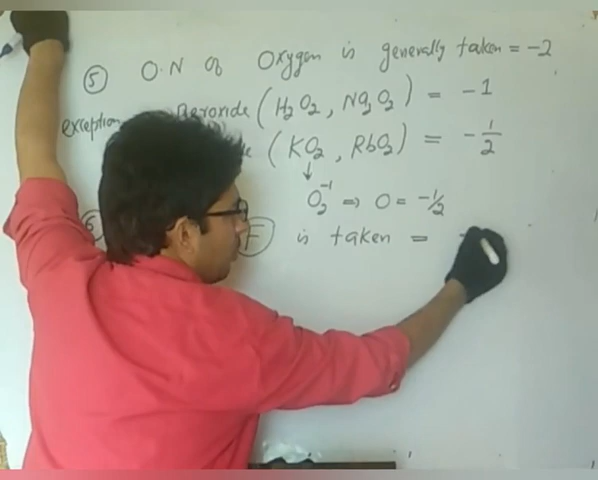 ⑤ O.N of Oxygen is generally taken = -2
exception Peroxide (H₂O₂, Na₂O₂) = -1
(KO₂, RbO₂) = -1/2
↓
O₂⁻¹ ⇒ O = -1/2
⑥ F is taken =